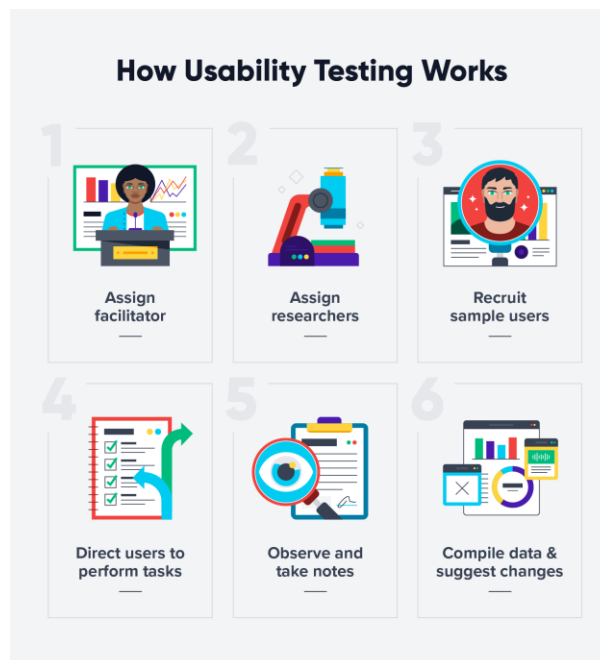 How Usability Testing Works
1
Assign
facilitator
2
Assign
researchers
3
Recruit
sample users
4
Direct users to
perform tasks
5
Observe and
take notes
6
Compile data &
suggest changes